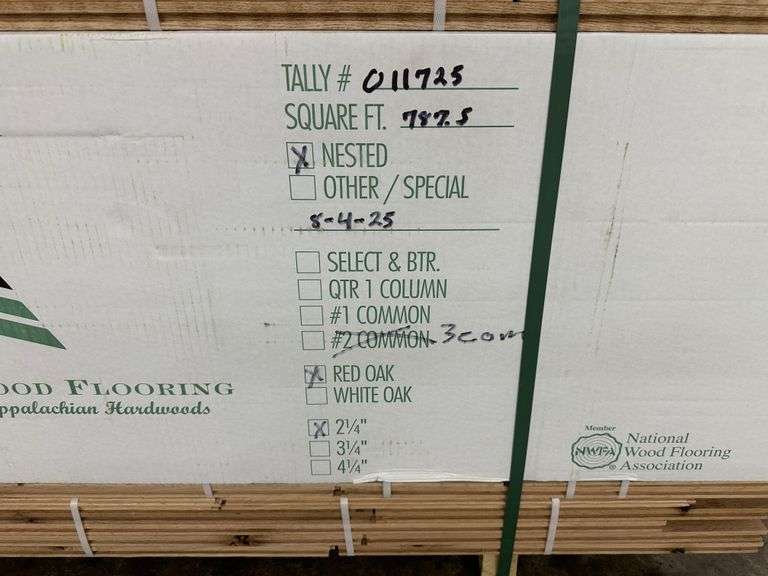 TALLY # 011725
SQUARE FT. 787.5
X NESTED
OTHER / SPECIAL
8-4-25
SELECT & BTR.
QTR 1 COLUMN
#1 COMMON
#2 COMMON 3com
X RED OAK
WHITE OAK
X 2¼"
3¼"
4¼"
OOD FLOORING
ppalachian Hardwoods
Member
NWFA
®
National
Wood Flooring
Association